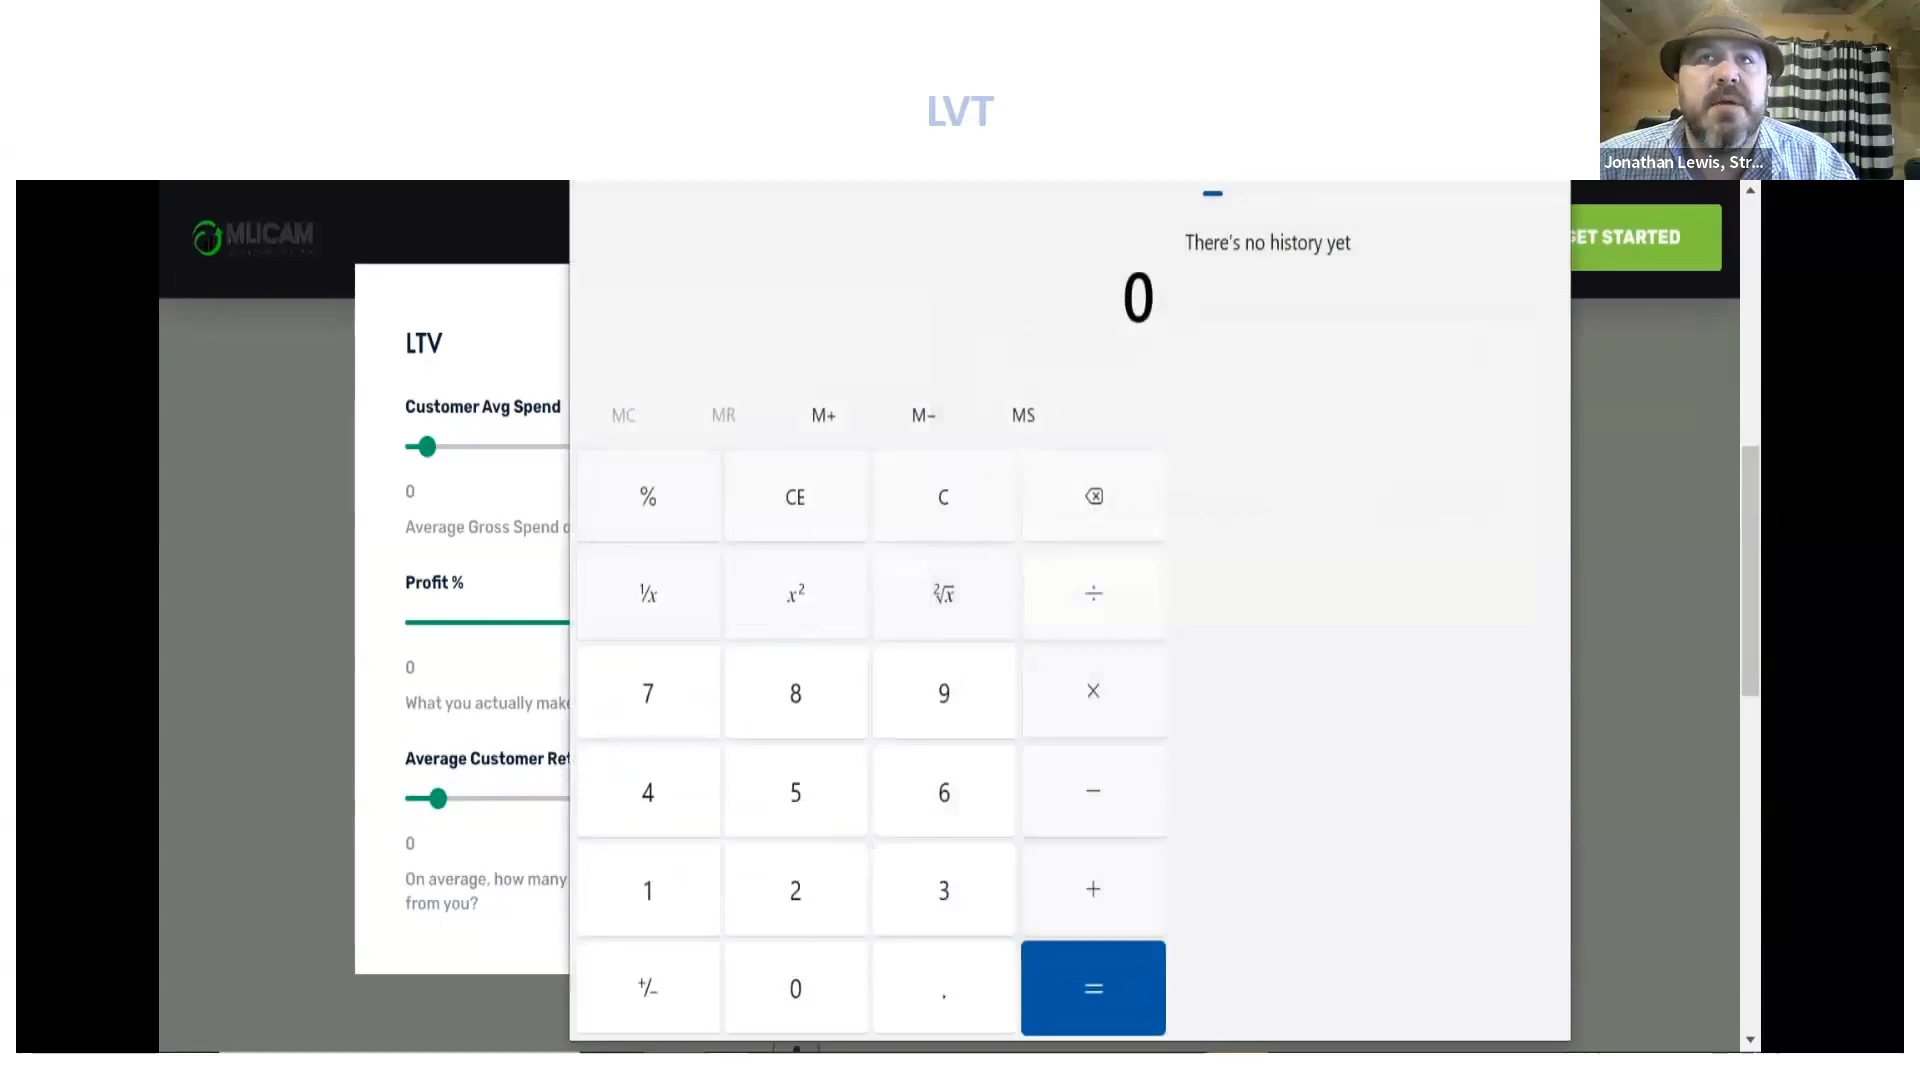 LVT
Jonathan Lewis, Str...
MLICAM
GET STARTED
LTV
Customer Avg Spend
0
Average Gross Spend o
Profit %
0
What you actually make
Average Customer Ret
0
On average, how many
from you?
There's no history yet
0
MC MR M+ M− MS
% CE C
⅟x x² ²√x ÷
7 8 9 ×
4 5 6 −
1 2 3 +
+/− 0 . =